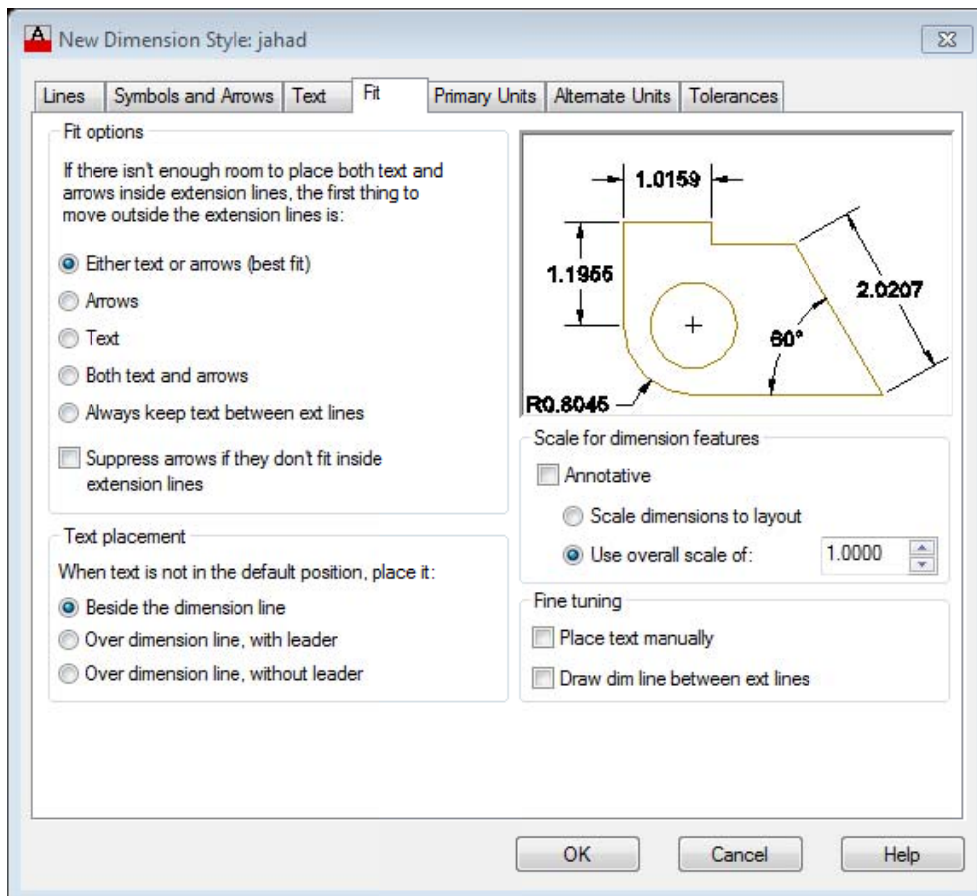 New Dimension Style: jahad
Lines
Symbols and Arrows
Text
Fit
Primary Units
Alternate Units
Tolerances
Fit options
If there isn't enough room to place both text and
arrows inside extension lines, the first thing to
move outside the extension lines is:
Either text or arrows (best fit)
Arrows
Text
Both text and arrows
Always keep text between ext lines
Suppress arrows if they don't fit inside
extension lines
Text placement
When text is not in the default position, place it:
Beside the dimension line
Over dimension line, with leader
Over dimension line, without leader
1.0159
1.1955
2.0207
60°
R0.8045
Scale for dimension features
Annotative
Scale dimensions to layout
Use overall scale of:
1.0000
Fine tuning
Place text manually
Draw dim line between ext lines
OK
Cancel
Help